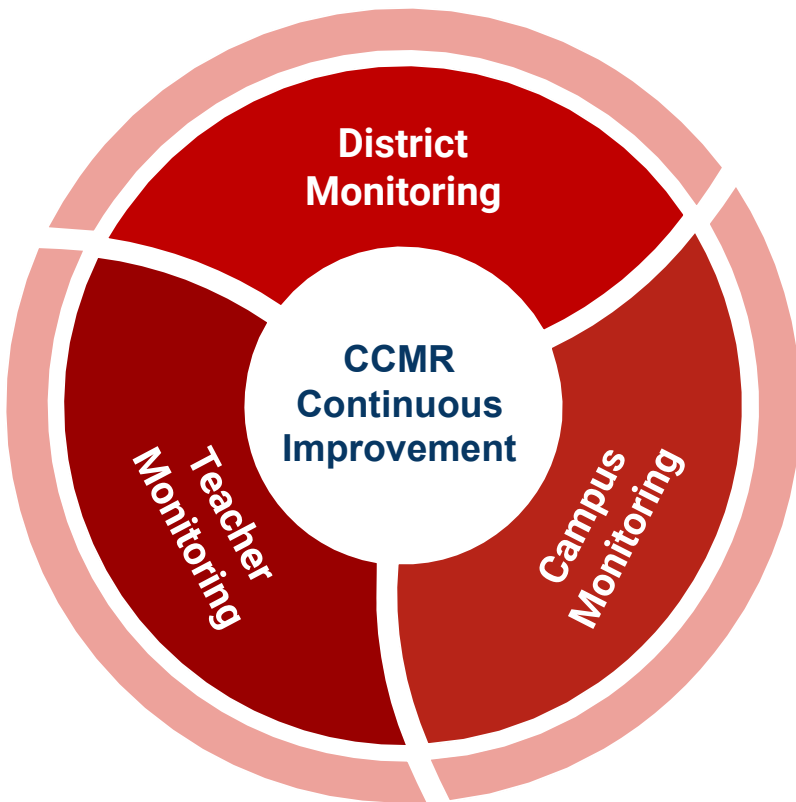 District
Monitoring
CCMR
Continuous
Improvement
Teacher
Monitoring
Campus
Monitoring